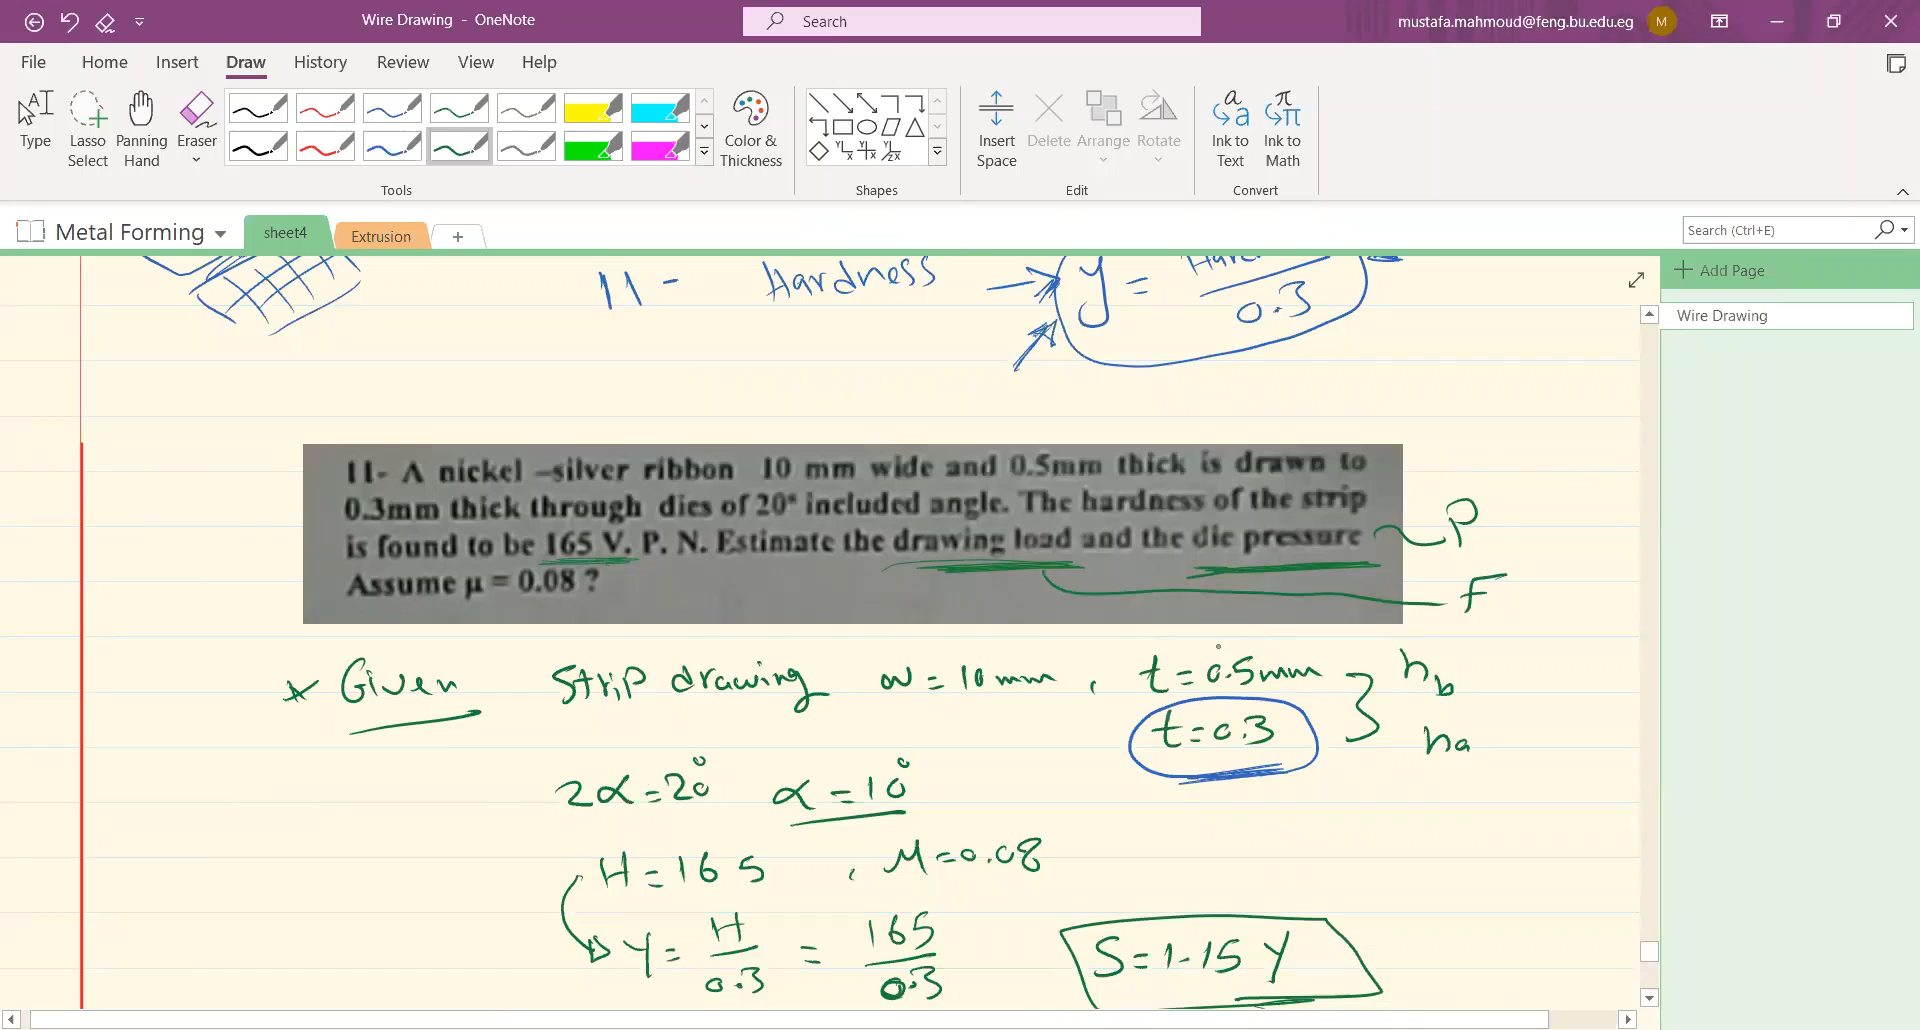 Wire Drawing - OneNote
Search
mustafa.mahmoud@feng.bu.edu.eg
M
File Home Insert Draw History Review View Help
Type
Lasso Select
Panning Hand
Eraser
Color & Thickness
Insert Space
Delete
Arrange
Rotate
Ink to Text
Ink to Math
Tools
Shapes
Edit
Convert
Metal Forming
sheet4
Extrusion
Search (Ctrl+E)
Add Page
Wire Drawing
11 - Hardness → y = Hard / 0.3
11- A nickel –silver ribbon 10 mm wide and 0.5mm thick is drawn to
0.3mm thick through dies of 20° included angle. The hardness of the strip
is found to be 165 V. P. N. Estimate the drawing load and the die pressure
Assume μ = 0.08 ?
P
F
* Given Strip drawing w = 10 mm , t = 0.5mm } hb
t = 0.3 ha
2α = 20° α = 10°
H = 165 , M = 0.08
Y = H / 0.3 = 165 / 0.3 S = 1.15 Y